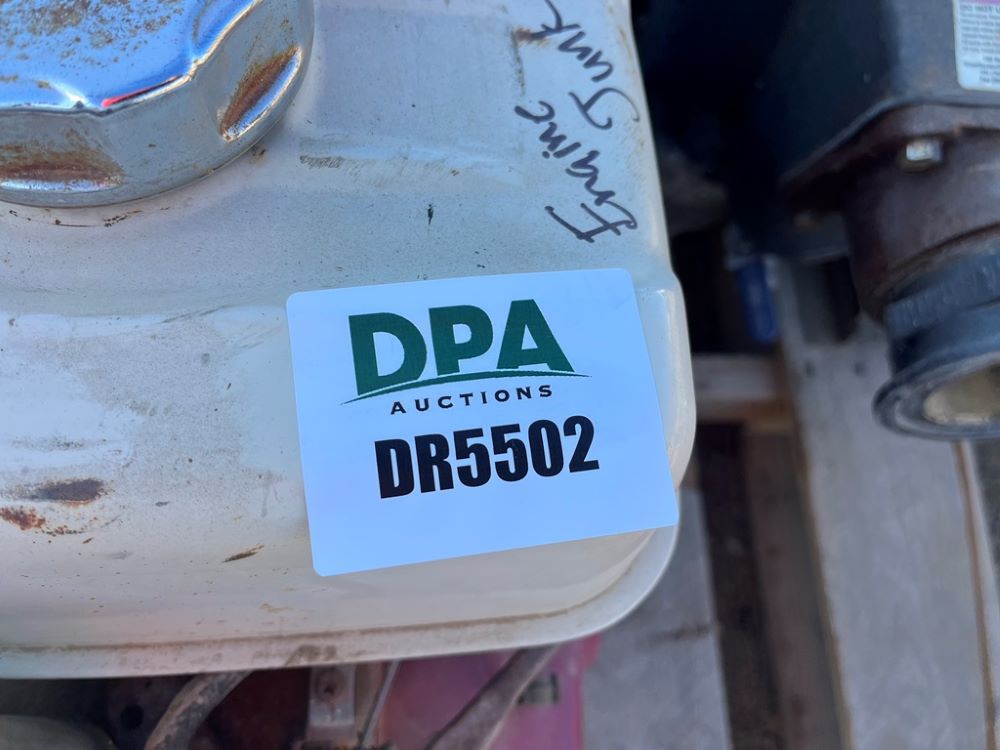 Engine
Junk
DPA
AUCTIONS
DR5502